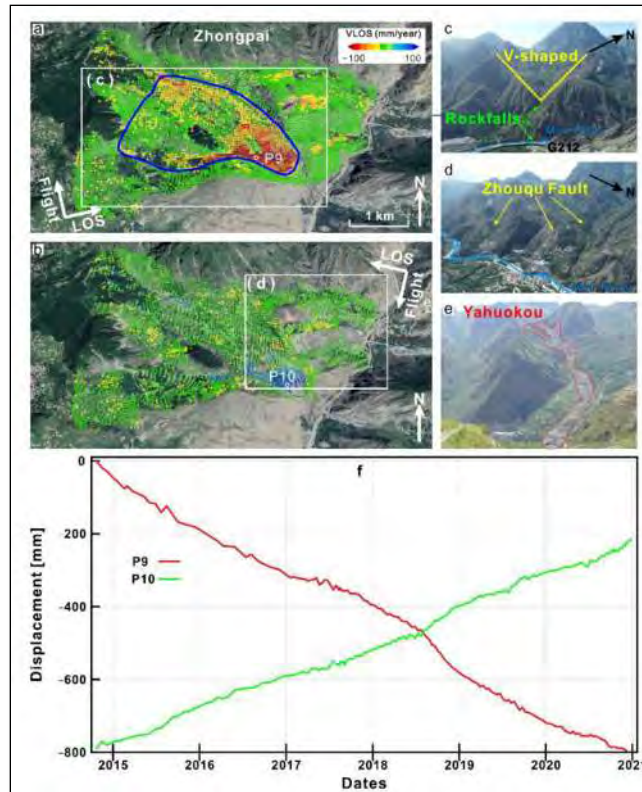 a
Zhongpai
VLOS (mm/year)
-100 100
( c )
P9
Flight
LOS
N
1 km
b
LOS
Flight
( d )
P10
N
c
V-shaped
N
Rockfalls
G212
d
N
Zhouqu Fault
e
Yahuokou
f
Displacement [mm]
0
-200
-400
-600
-800
P9
P10
2015 2016 2017 2018 2019 2020 2021
Dates